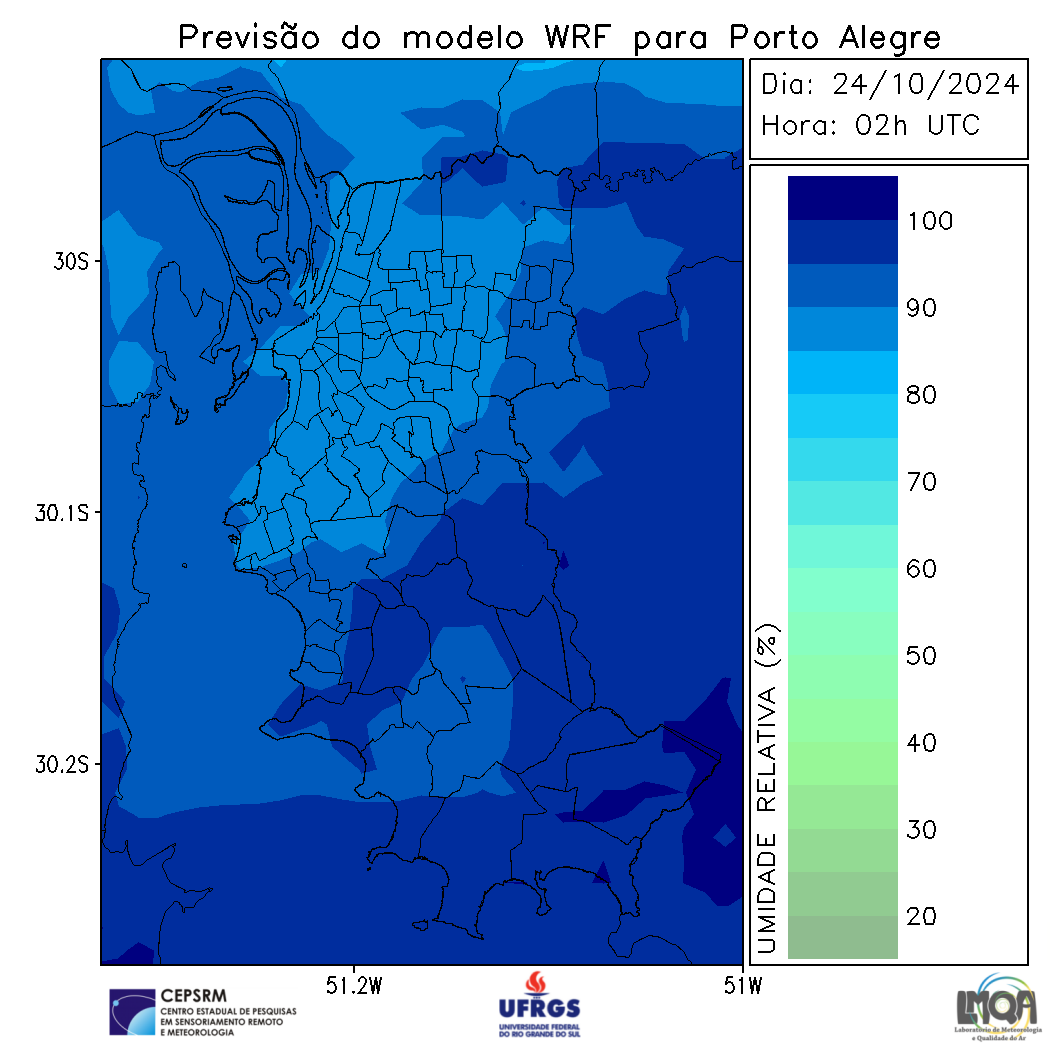 Previsão do modelo WRF para Porto Alegre
Dia: 24/10/2024
Hora: 02h UTC
100
90
80
70
60
50
40
30
20
UMIDADE RELATIVA (%)
30S
30.1S
30.2S
51.2W
51W
CEPSRM
CENTRO ESTADUAL DE PESQUISAS
EM SENSORIAMENTO REMOTO
E METEOROLOGIA
UFRGS
UNIVERSIDADE FEDERAL
DO RIO GRANDE DO SUL
LMQA
Laboratório de Meteorologia
e Qualidade do Ar